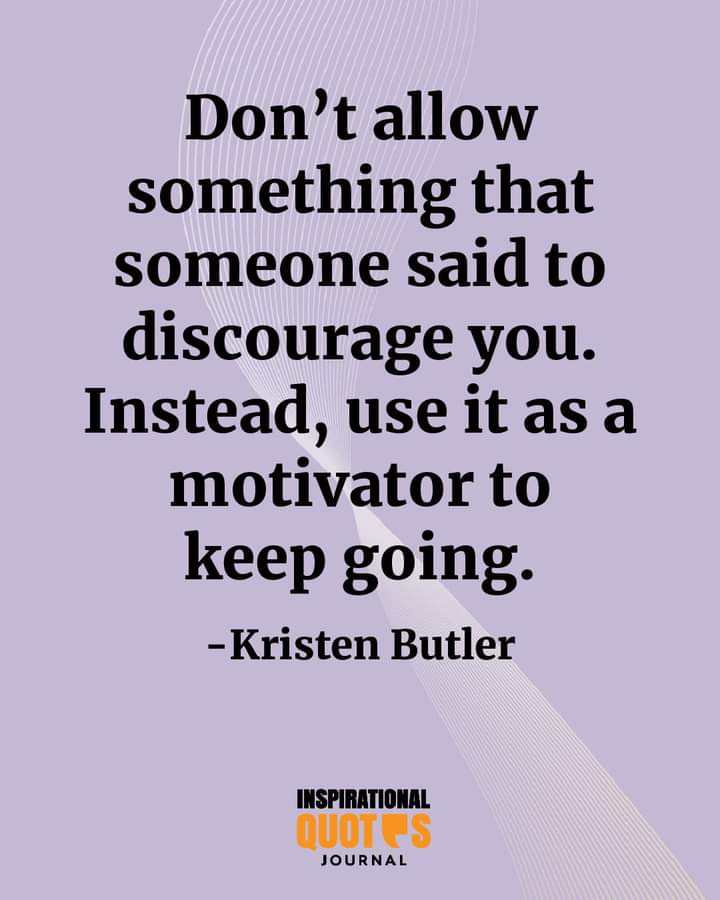 Don’t allow
something that
someone said to
discourage you.
Instead, use it as a
motivator to
keep going.
-Kristen Butler
INSPIRATIONAL
QUOTES
JOURNAL